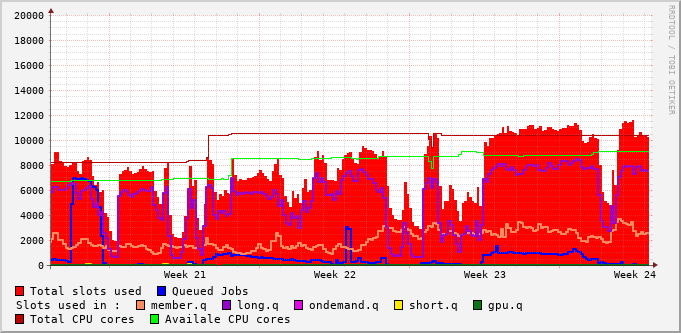 RRDTOOL / TOBI OETIKER
20000
18000
16000
14000
12000
10000
8000
6000
4000
2000
0
Week 21 Week 22 Week 23 Week 24
Total slots used Queued Jobs
Slots used in : member.q long.q ondemand.q short.q gpu.q
Total CPU cores Availale CPU cores